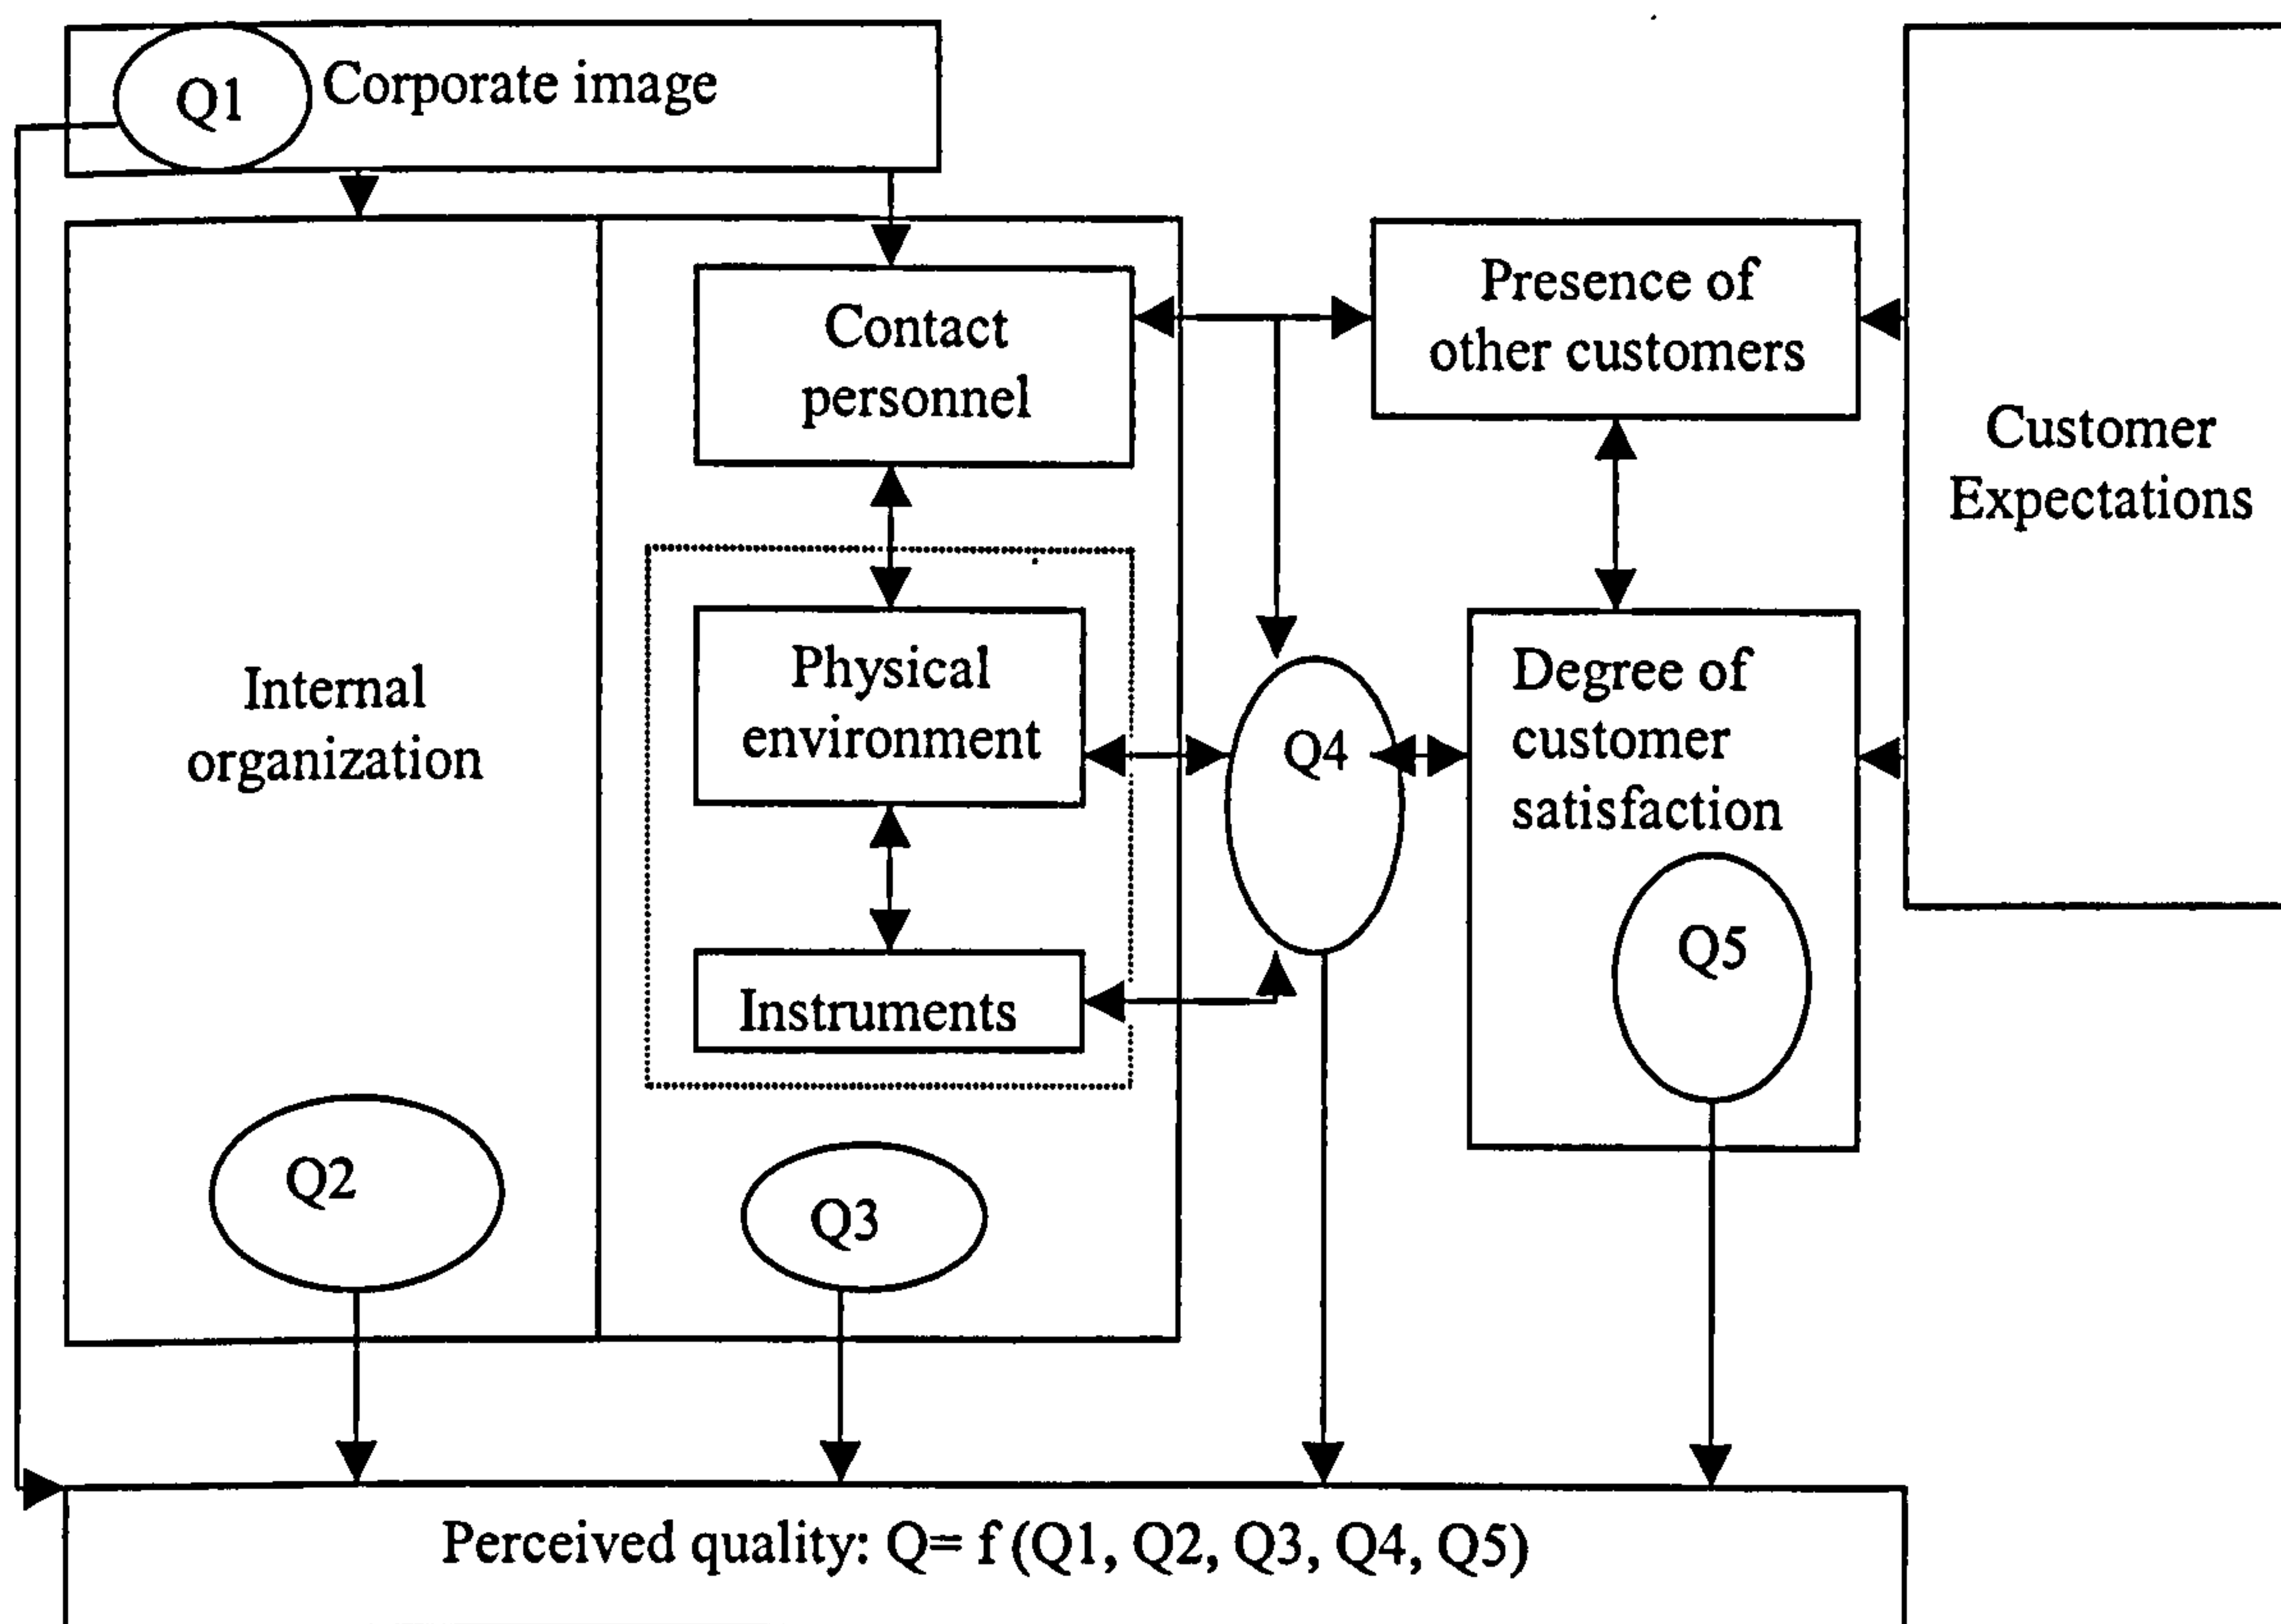 Q1
Corporate image
Contact
personnel
Presence of
other customers
Customer
Expectations
Internal
organization
Physical
environment
Instruments
Q4
Degree of
customer
satisfaction
Q5
Q2
Q3
Perceived quality: Q= f (Q1, Q2, Q3, Q4, Q5)